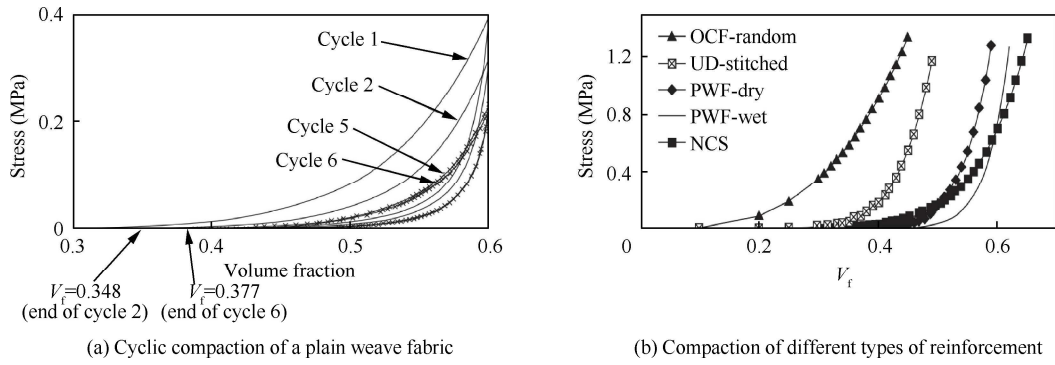 0.4
0.2
0
Stress (MPa)
Cycle 1
Cycle 2
Cycle 5
Cycle 6
0.3
0.4
0.5
0.6
Volume fraction
Vf=0.348
(end of cycle 2)
Vf=0.377
(end of cycle 6)
(a) Cyclic compaction of a plain weave fabric
1.2
0.8
0.4
Stress (MPa)
OCF-random
UD-stitched
PWF-dry
PWF-wet
NCS
0
0.2
0.4
0.6
Vf
(b) Compaction of different types of reinforcement